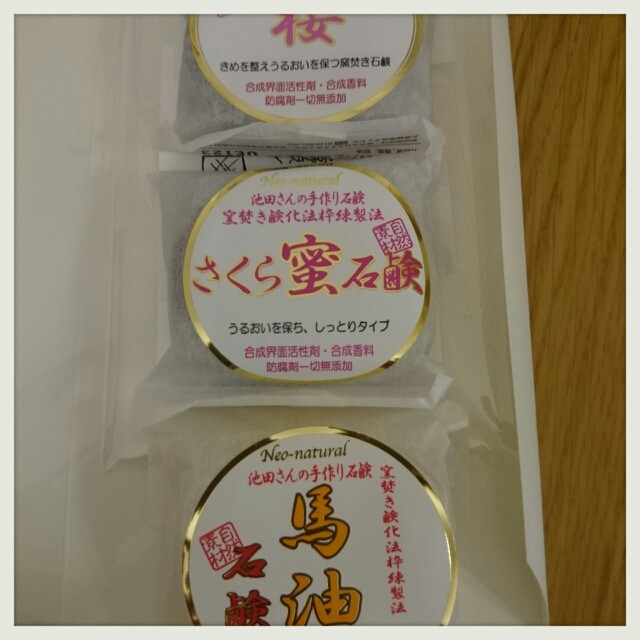 桜
きめを整えうるおいを保つ窯焚き石鹸
合成界面活性剤・合成香料
防腐剤一切無添加
Neo-natural
池田さんの手作り石鹸
窯焚き鹸化法枠練製法
自然
素材
さくら蜜石鹸
うるおいを保ち、しっとりタイプ
合成界面活性剤・合成香料
防腐剤一切無添加
Neo-natural
池田さんの手作り石鹸
窯焚き鹸化法枠練製法
馬油
自然
素材
石鹸